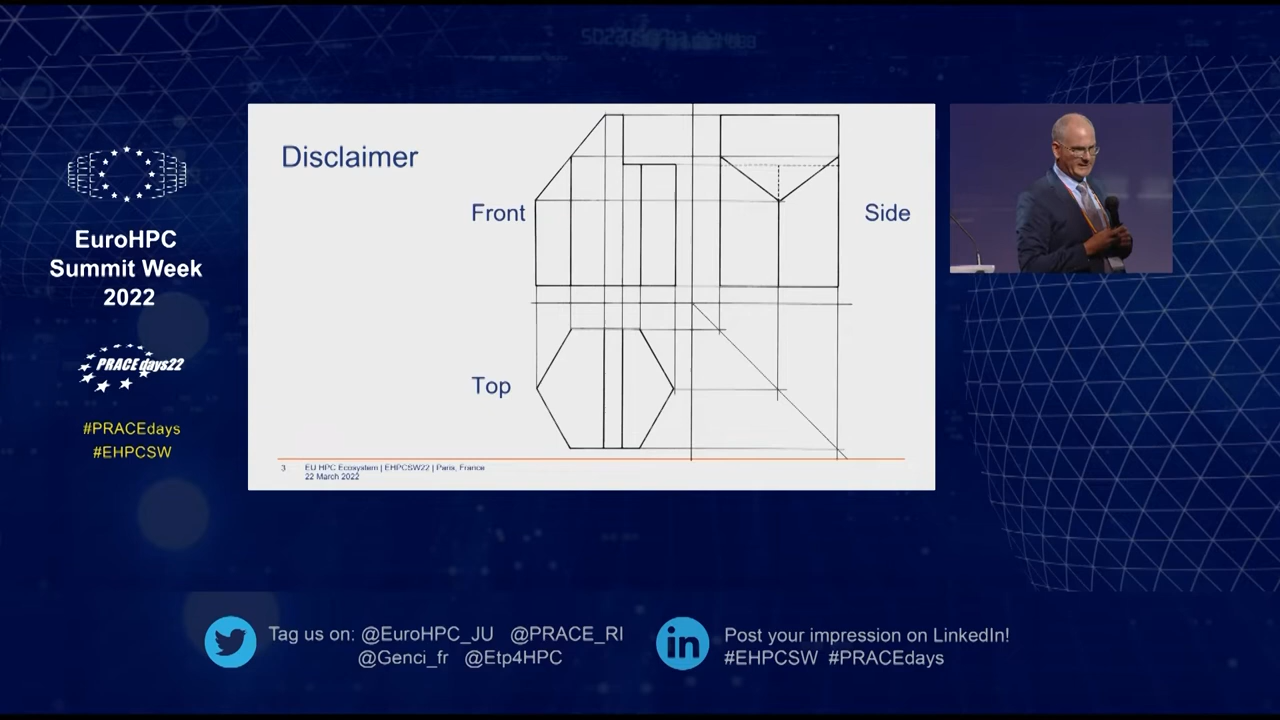 EuroHPC
Summit Week
2022
PRACEdays22
#PRACEdays
#EHPCSW
Disclaimer
Front
Side
Top
3 EU HPC Ecosystem | EHPCSW22 | Paris, France
22 March 2022
Tag us on: @EuroHPC_JU @PRACE_RI
@Genci_fr @Etp4HPC
in
Post your impression on LinkedIn!
#EHPCSW #PRACEdays